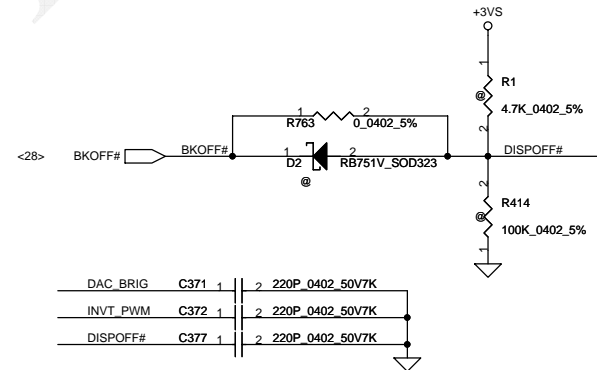 +3VS
1
R1
@
4.7K_0402_5%
2
1 2
R763 0_0402_5%
<28> BKOFF# BKOFF# 1 2 DISPOFF#
D2 RB751V_SOD323
@
2
R414
@
100K_0402_5%
1
DAC_BRIG C371 1 2 220P_0402_50V7K
INVT_PWM C372 1 2 220P_0402_50V7K
DISPOFF# C377 1 2 220P_0402_50V7K